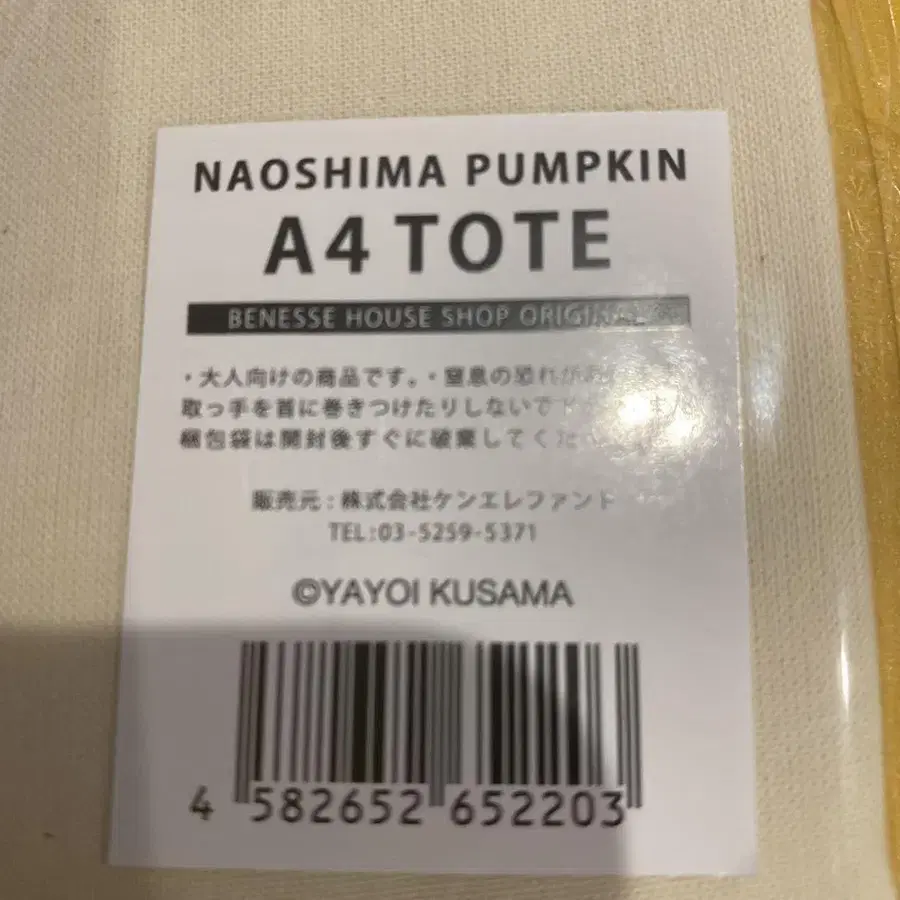 NAOSHIMA PUMPKIN
A4 TOTE
BENESSE HOUSE SHOP ORIGINAL
・大人向けの商品です。・窒息の恐れがあ
取っ手を首に巻きつけたりしないで下
梱包袋は開封後すぐに破棄してくだ
販売元:株式会社ケンエレファント
TEL:03-5259-5371
©YAYOI KUSAMA
4 582652 652203